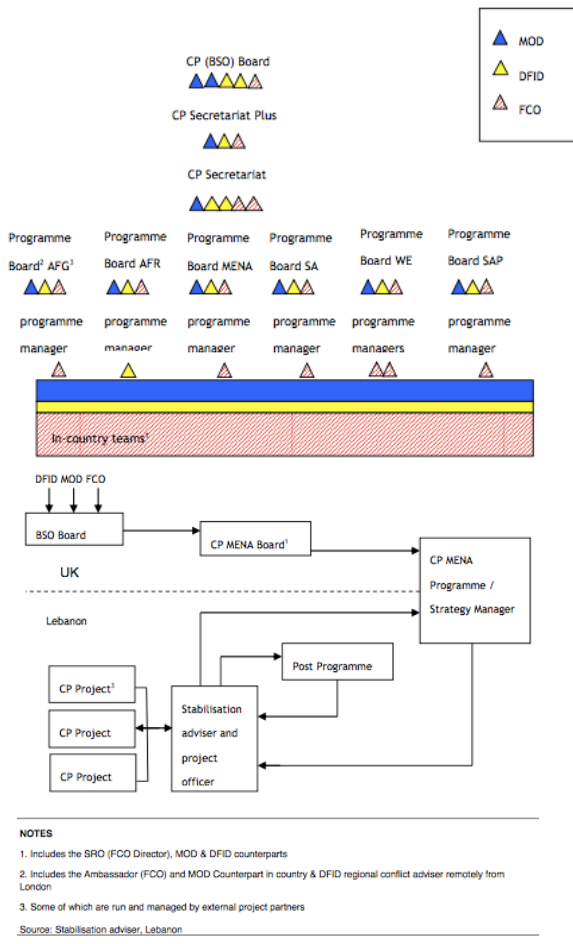 MOD
DFID
FCO
CP (BSO) Board
CP Secretariat Plus
CP Secretariat
Programme Board² AFG³
Programme Board AFR
Programme Board MENA
Programme Board SA
Programme Board WE
Programme Board SAP
programme manager
programme manager
programme manager
programme manager
programme managers
programme manager
In-country teams¹
DFID MOD FCO
BSO Board
CP MENA Board¹
CP MENA
Programme /
Strategy Manager
UK
Lebanon
Post Programme
CP Project³
CP Project
CP Project
Stabilisation
adviser and
project
officer
NOTES
1. Includes the SRO (FCO Director), MOD & DFID counterparts
2. Includes the Ambassador (FCO) and MOD Counterpart in country & DFID regional conflict adviser remotely from
London
3. Some of which are run and managed by external project partners
Source: Stabilisation adviser, Lebanon